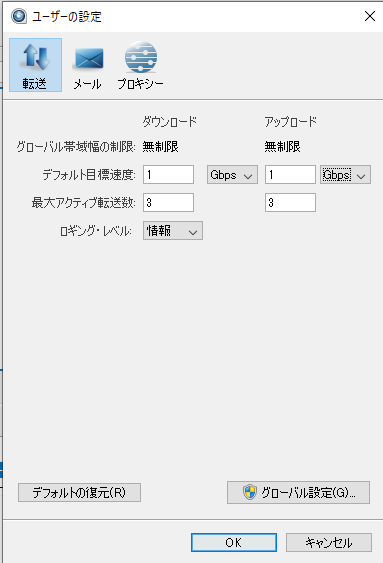 ユーザーの設定
転送 メール プロキシー
ダウンロード アップロード
グローバル帯域幅の制限: 無制限 無制限
デフォルト目標速度: 1 Gbps 1 Gbps
最大アクティブ転送数: 3 3
ロギング・レベル: 情報
デフォルトの復元(R) グローバル設定(G)...
OK キャンセル